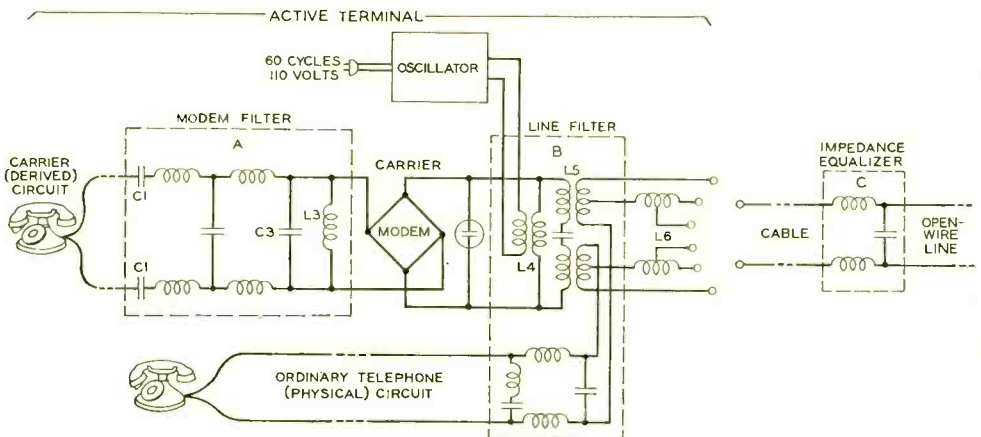 ACTIVE TERMINAL
60 CYCLES
110 VOLTS
OSCILLATOR
MODEM FILTER
A
LINE FILTER
B
IMPEDANCE
EQUALIZER
C
CARRIER
(DERIVED)
CIRCUIT
C1
C1
C3
L3
CARRIER
MODEM
L4
L5
L6
CABLE
OPEN-
WIRE
LINE
ORDINARY TELEPHONE
(PHYSICAL) CIRCUIT